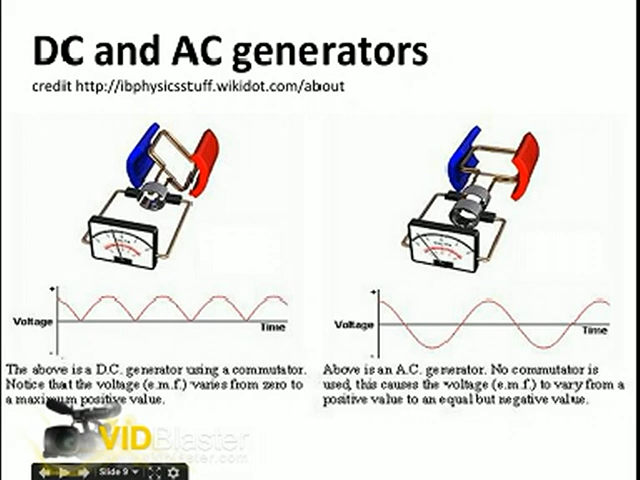 DC and AC generators
crediit http://ibphysicsstuff.wikidot.com/about
+
Voltage
Time
-
+
Voltage
Time
-
The above is a D.C. generator using a commutator.
Notice that the voltage (e.m.f.) varies from zero to
a maximum positive value.
Above is an A.C. generator. No commutator is
used, this causes the voltage (e.m.f.) to vary from a
positive value to an equal but negative value.
VIDBlaster
Slide 9